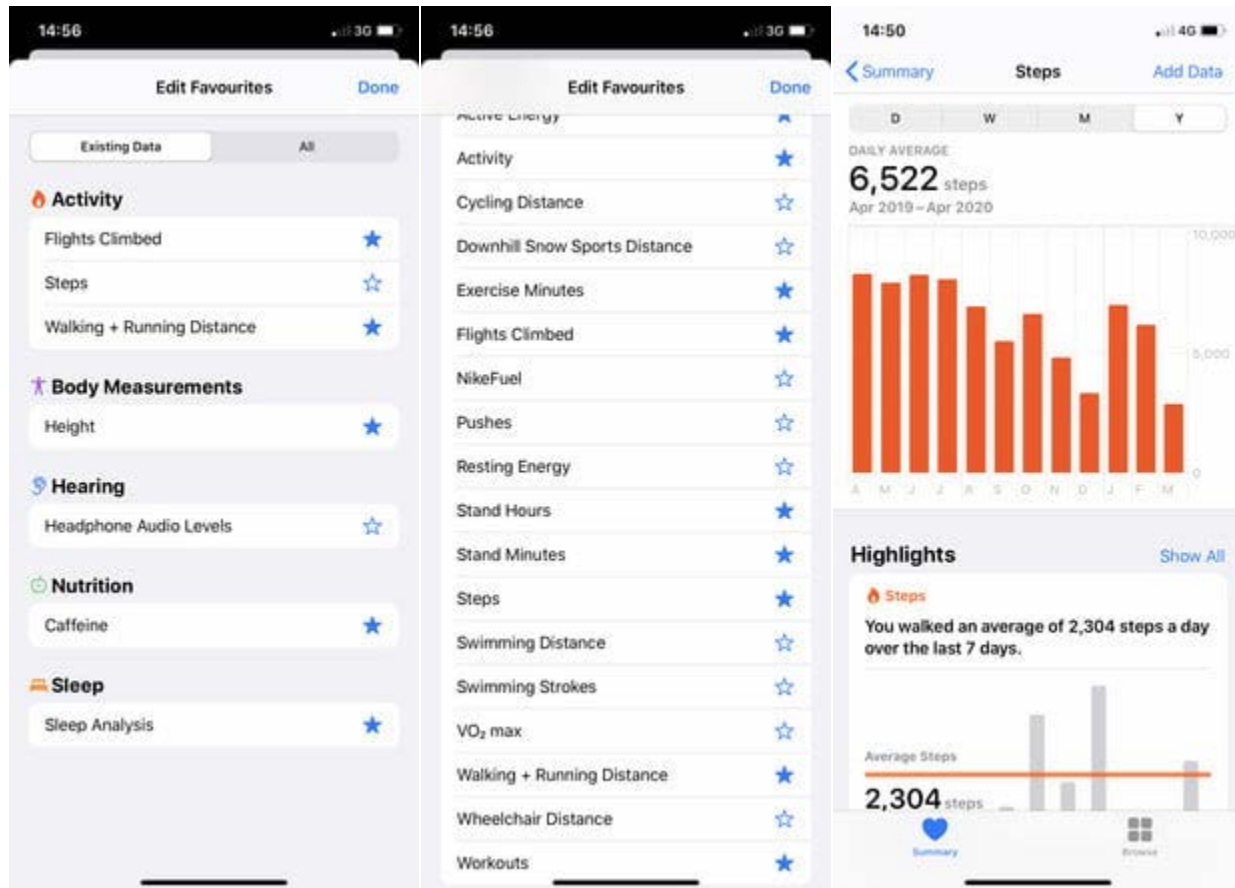 14:56
3G
Edit Favourites
Done
Existing Data
All
Activity
Flights Climbed
Steps
Walking + Running Distance
Body Measurements
Height
Hearing
Headphone Audio Levels
Nutrition
Caffeine
Sleep
Sleep Analysis
14:56
3G
Edit Favourites
Done
Active Energy
Activity
Cycling Distance
Downhill Snow Sports Distance
Exercise Minutes
Flights Climbed
NikeFuel
Pushes
Resting Energy
Stand Hours
Stand Minutes
Steps
Swimming Distance
Swimming Strokes
VO₂ max
Walking + Running Distance
Wheelchair Distance
Workouts
14:50
4G
Summary
Steps
Add Data
D W M Y
DAILY AVERAGE
6,522 steps
Apr 2019–Apr 2020
10,000
5,000
0
A M J J A S O N D J F M
Highlights
Show All
Steps
You walked an average of 2,304 steps a day
over the last 7 days.
Average Steps
2,304 steps
Summary
Browse